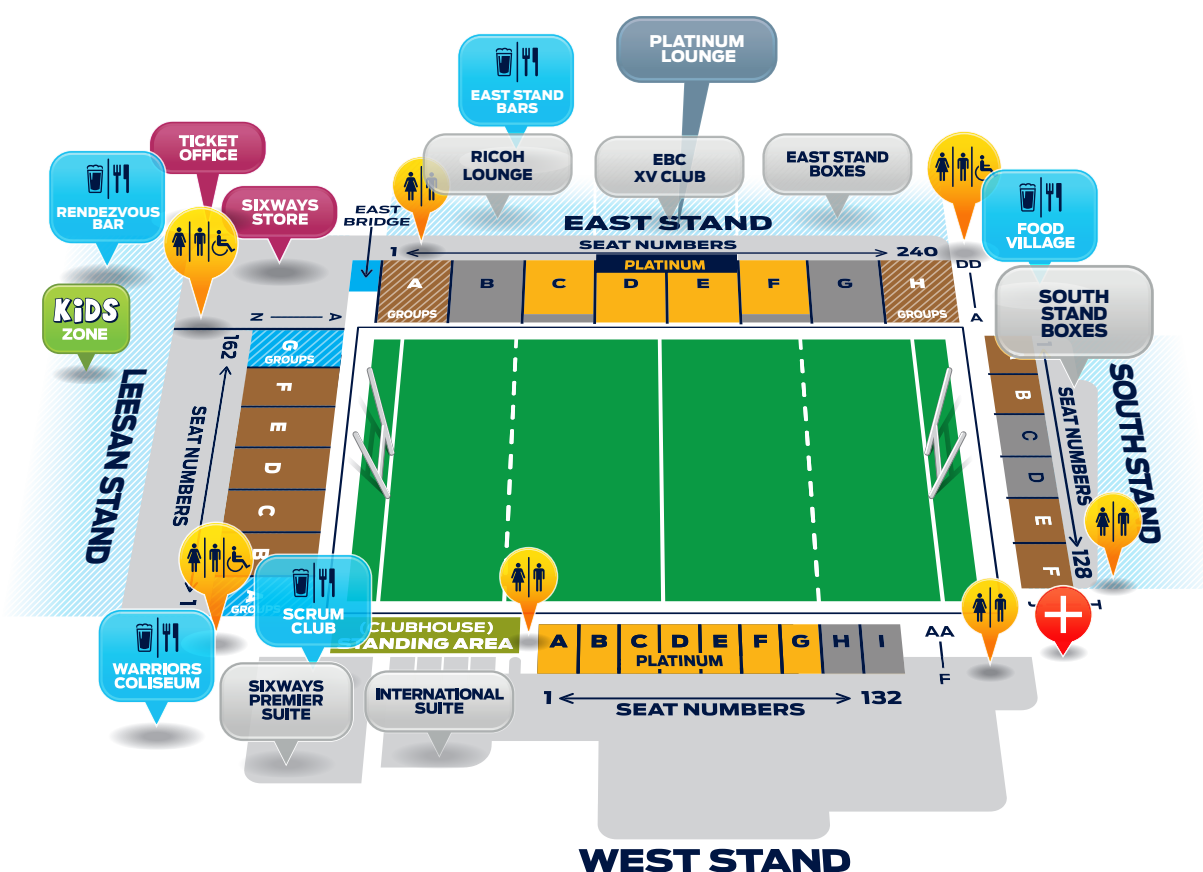 PLATINUM
LOUNGE
EAST STAND
BARS
TICKET
OFFICE
RICOH
LOUNGE
EBC
XV CLUB
EAST STAND
BOXES
RENDEZVOUS
BAR
SIXWAYS
STORE
EAST
BRIDGE
EAST STAND
FOOD
VILLAGE
1
SEAT NUMBERS
240
DD
A
PLATINUM
A
B
C
D
E
F
G
H
GROUPS
GROUPS
KiDS
ZONE
SOUTH
STAND
BOXES
Z
A
162
G
GROUPS
F
E
D
C
B
A
GROUPS
SEAT NUMBERS
1
LEESAN STAND
B
C
D
E
F
1
SEAT NUMBERS
128
SOUTH STAND
T
SCRUM
CLUB
(CLUBHOUSE)
STANDING AREA
A
B
C
D
E
F
G
H
I
PLATINUM
AA
F
WARRIORS
COLISEUM
SIXWAYS
PREMIER
SUITE
INTERNATIONAL
SUITE
1
132
SEAT NUMBERS
WEST STAND